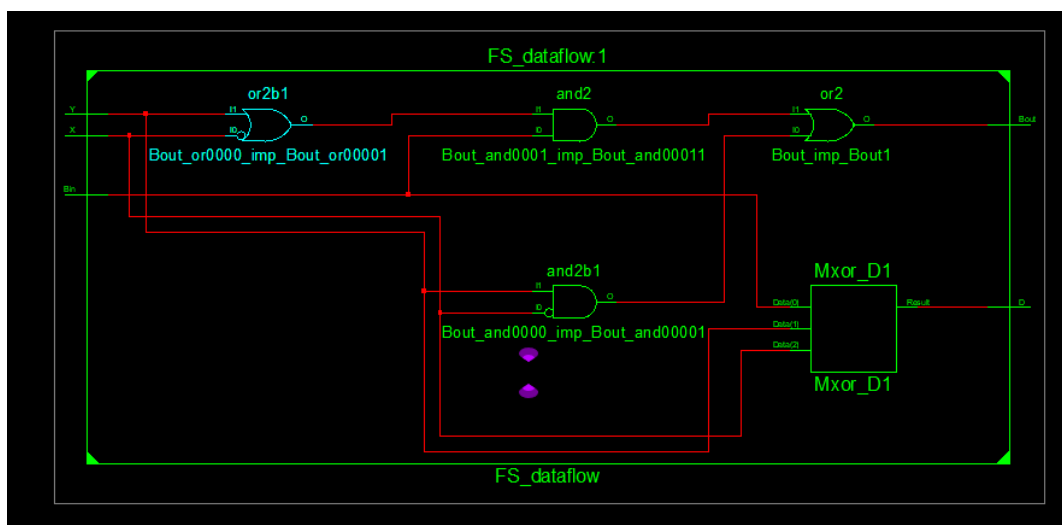 FS_dataflow:1
or2b1
and2
or2
Y
I1
O
I1
O
I1
O
Bout
X
I0
I0
I0
Bout_or0000_imp_Bout_or00001
Bout_and0001_imp_Bout_and00011
Bout_imp_Bout1
Bin
and2b1
Mxor_D1
I1
O
I0
Data(0)
Result
D
Bout_and0000_imp_Bout_and00001
Data(1)
Data(2)
Mxor_D1
FS_dataflow